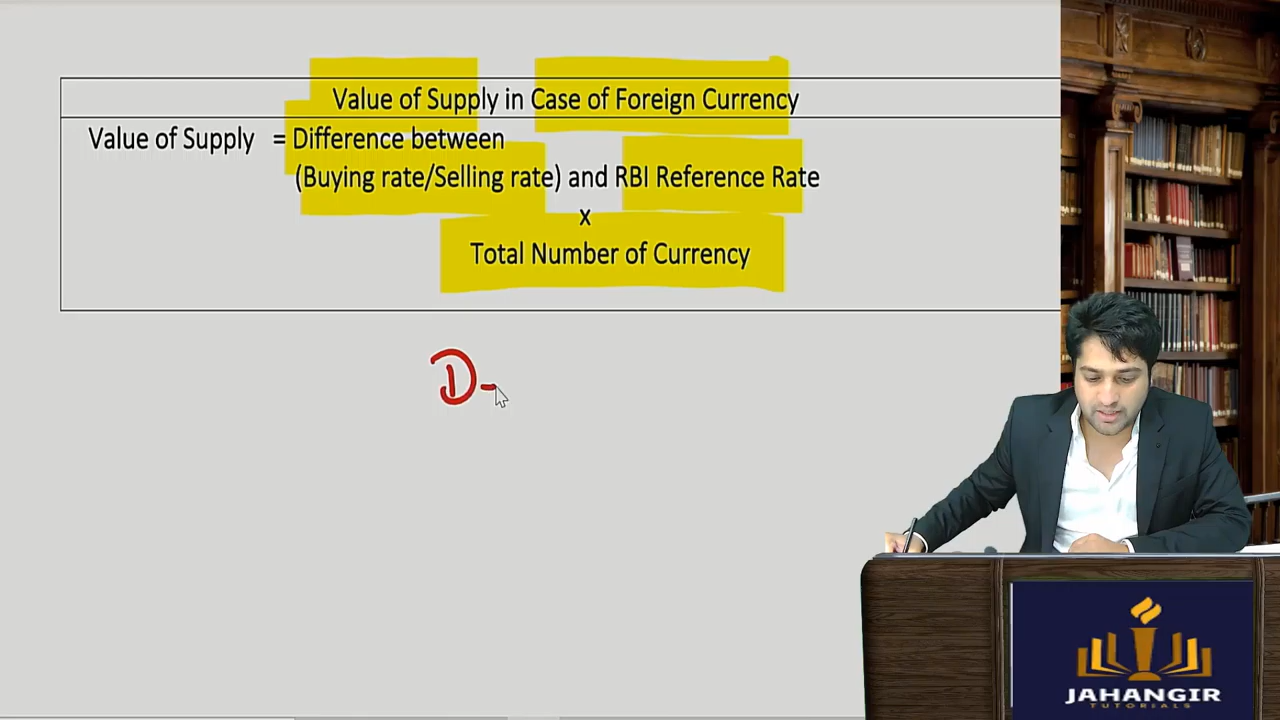 Value of Supply in Case of Foreign Currency
Value of Supply = Difference between
(Buying rate/Selling rate) and RBI Reference Rate
x
Total Number of Currency
D-
JAHANGIR
TUTORIALS